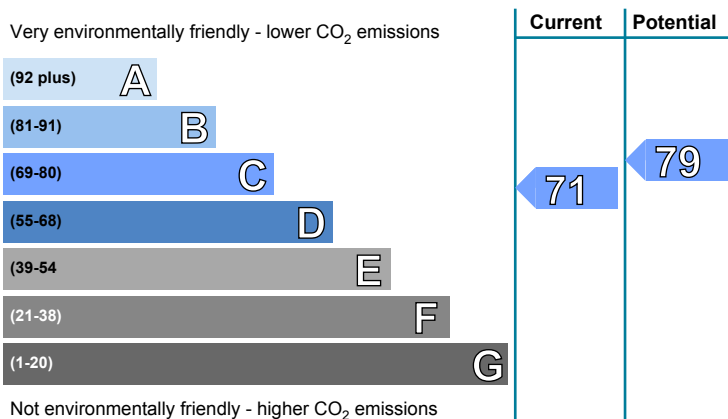 Current Potential
Very environmentally friendly - lower CO2 emissions
(92 plus) A
(81-91) B
(69-80) C
(55-68) D
(39-54 E
(21-38) F
(1-20) G
79
71
Not environmentally friendly - higher CO2 emissions